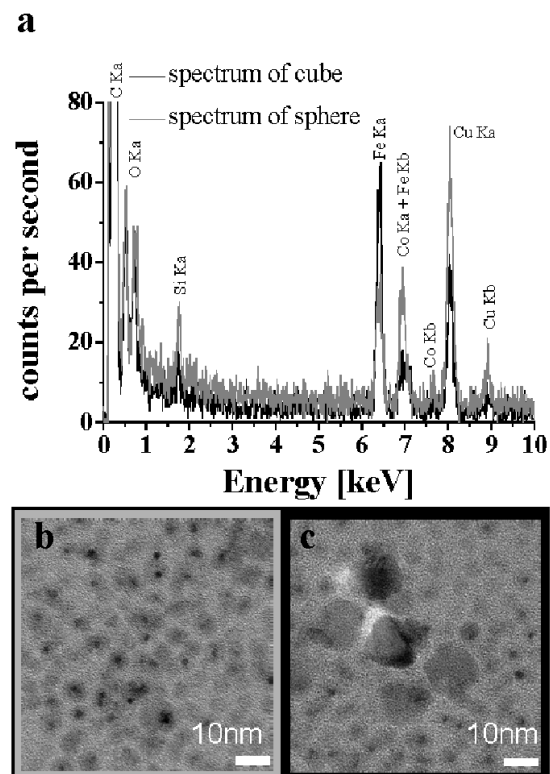 a
C Ka
spectrum of cube
spectrum of sphere
O Ka
Si Ka
Fe Ka
Co Ka + Fe Kb
Co Kb
Cu Ka
Cu Kb
80
60
40
20
0
counts per second
0 1 2 3 4 5 6 7 8 9 10
Energy [keV]
b
10nm
c
10nm